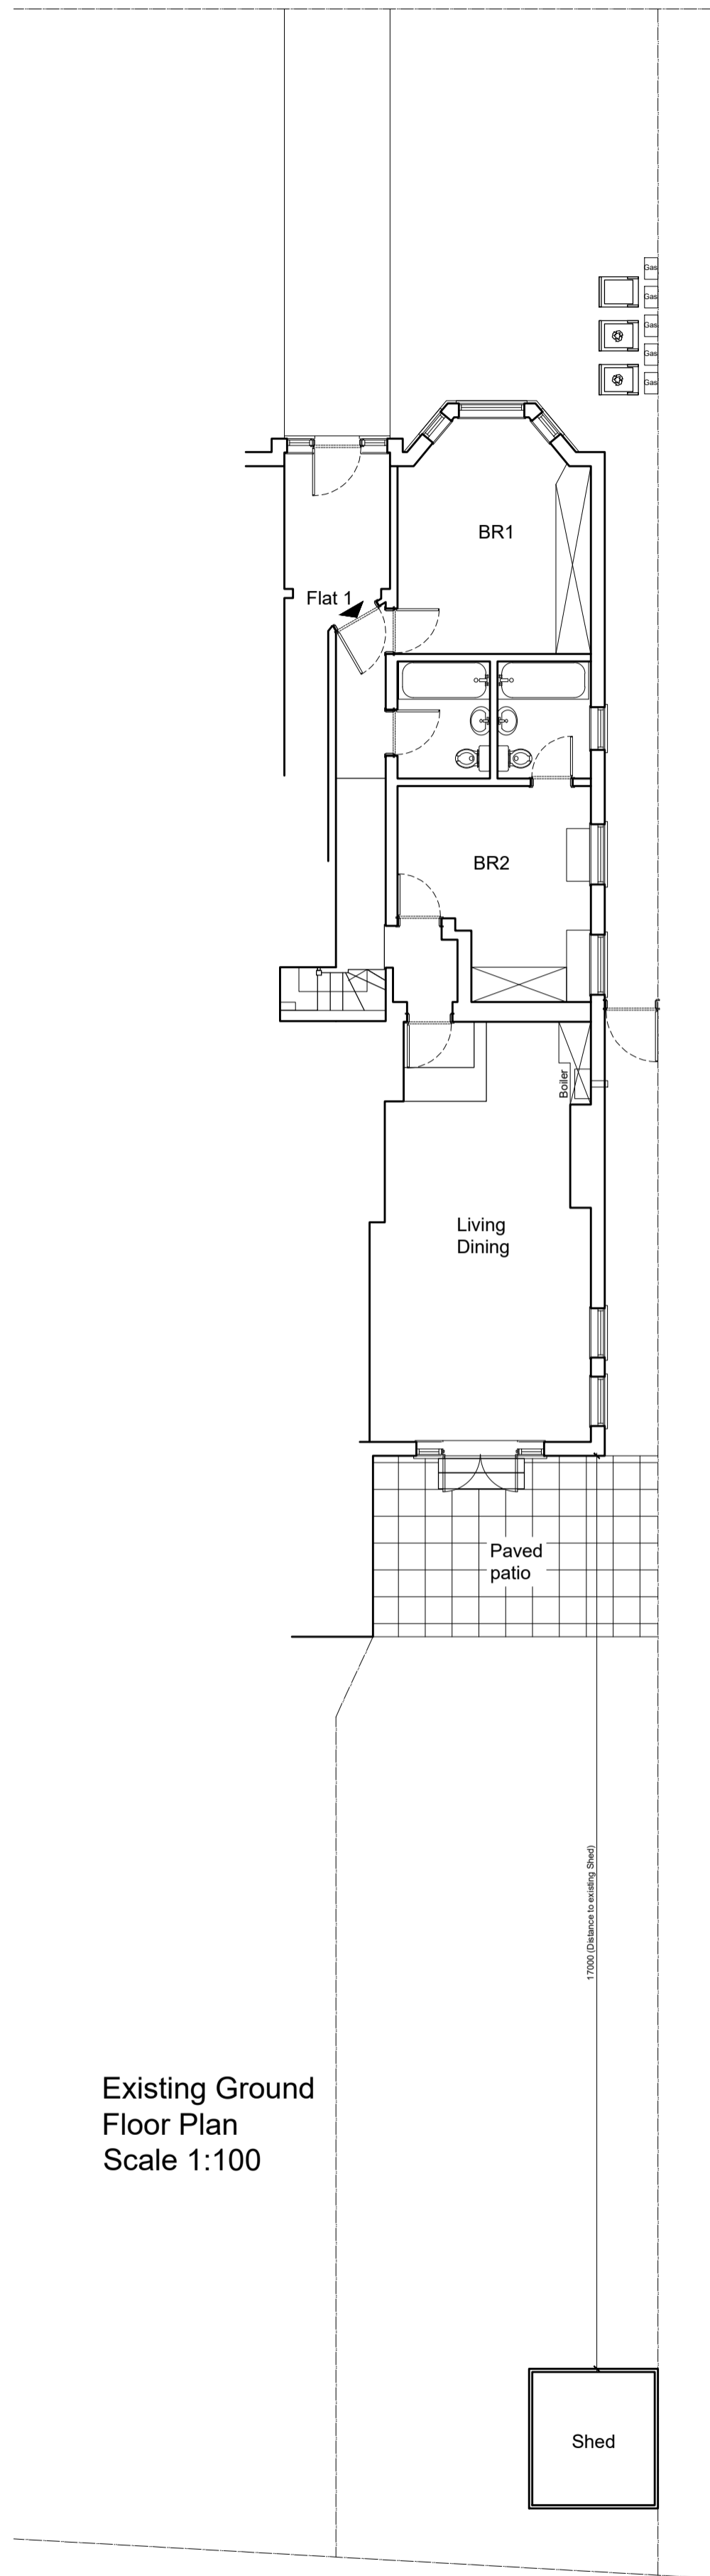 Gas
Gas
Gas
Gas
Gas
BR1
Flat 1
BR2
Boiler
Living
Dining
Paved
patio
17000 (Distance to existing Shed)
Existing Ground
Floor Plan
Scale 1:100
Shed